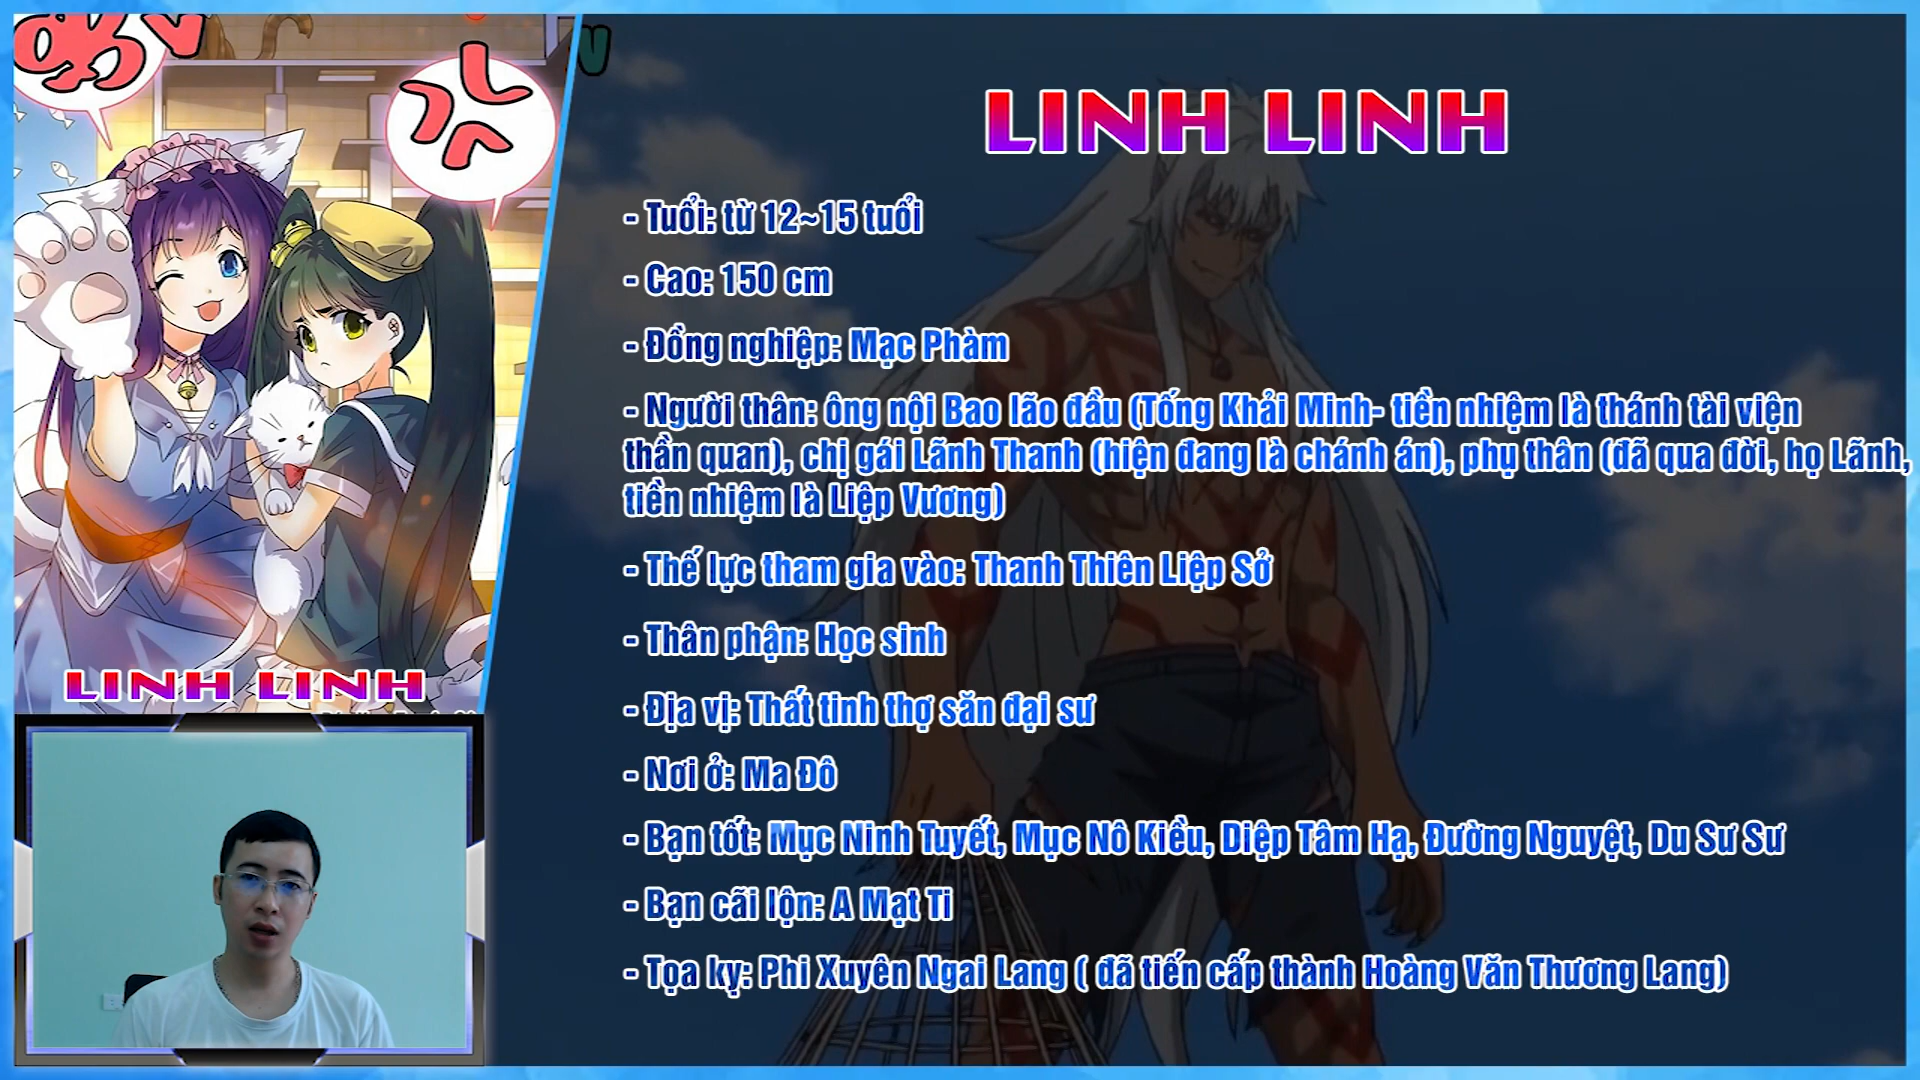 LINH LINH
- Tuổi: từ 12~15 tuổi
- Cao: 150 cm
- Đồng nghiệp: Mạc Phàm
- Người thân: ông nội Bao lão đầu (Tống Khải Minh- tiền nhiệm là thánh tài viện
thần quan), chị gái Lãnh Thanh (hiện đang là chánh án), phụ thân (đã qua đời, họ Lãnh,
tiền nhiệm là Liệp Vương)
- Thế lực tham gia vào: Thanh Thiên Liệp Sở
- Thân phận: Học sinh
- Địa vị: Thất tinh thợ săn đại sư
- Nơi ở: Ma Đô
- Bạn tốt: Mục Ninh Tuyết, Mục Nô Kiều, Diệp Tâm Hạ, Đường Nguyệt, Du Sư Sư
- Bạn cãi lộn: A Mạt Ti
- Tọa kỵ: Phi Xuyên Ngai Lang ( đã tiến cấp thành Hoàng Văn Thương Lang)
LINH LINH